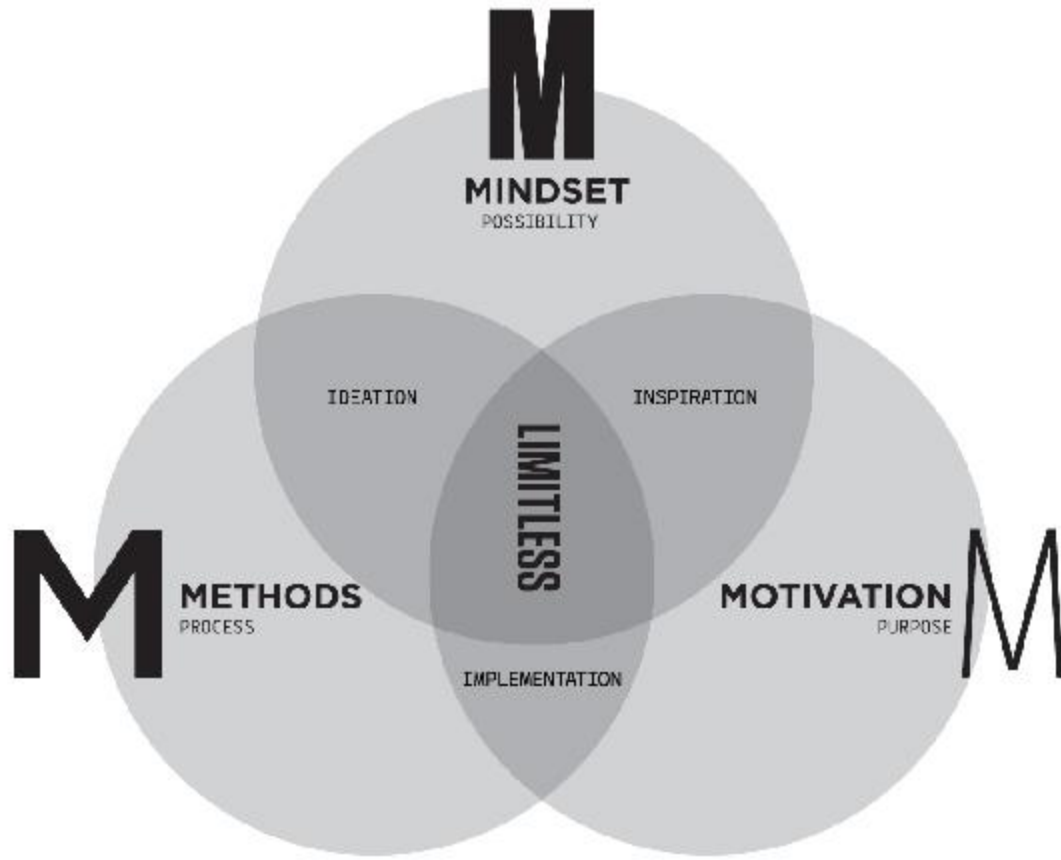 M
MINDSET
POSSIBILITY
IDEATION
INSPIRATION
LIMITLESS
M
METHODS
PROCESS
MOTIVATION
PURPOSE
M
IMPLEMENTATION